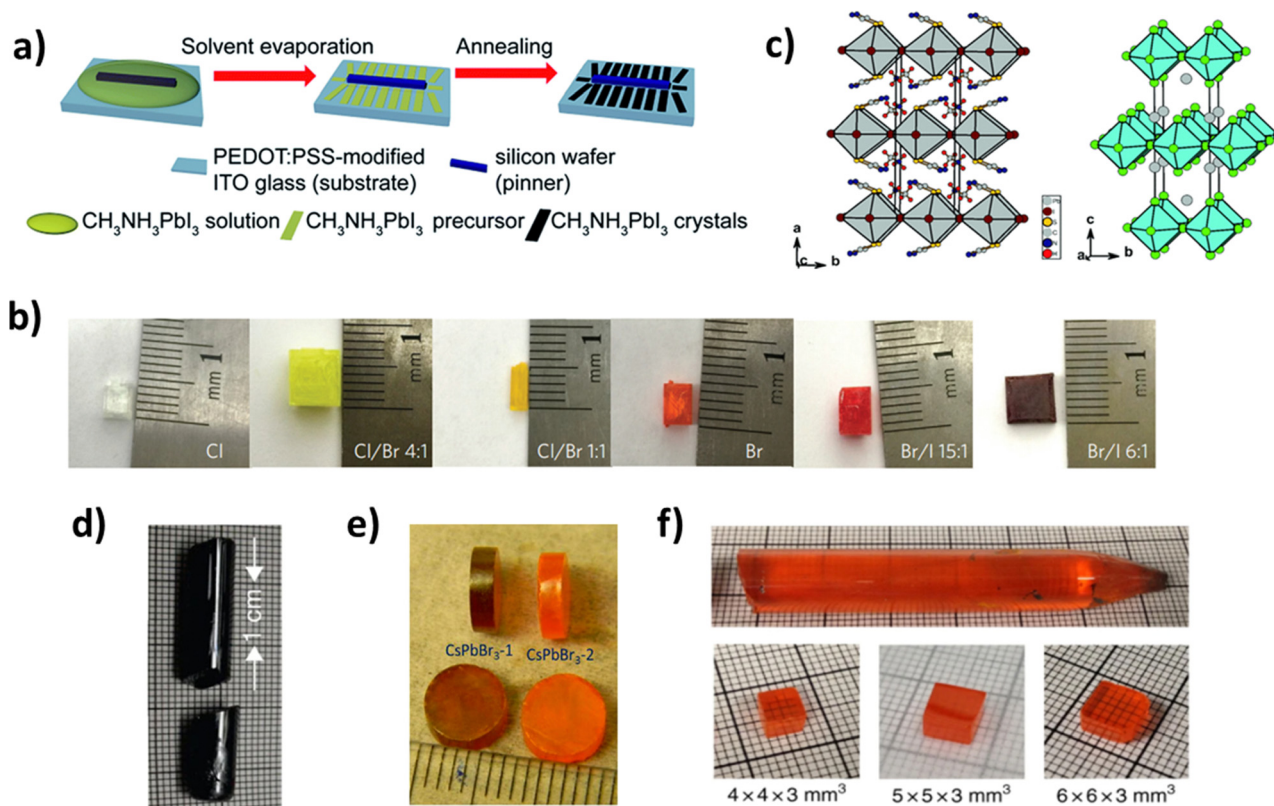 a)
Solvent evaporation
Annealing
PEDOT:PSS-modified
ITO glass (substrate)
silicon wafer
(pinner)
CH₃NH₃PbI₃ solution
CH₃NH₃PbI₃ precursor
CH₃NH₃PbI₃ crystals
c)
a
c
b
Pb
I
S
C
N
H
c
a
b
b)
mm 1
Cl
mm 1
Cl/Br 4:1
mm 1
Cl/Br 1:1
mm 1
Br
mm 1
Br/I 15:1
mm 1
Br/I 6:1
d)
1 cm
e)
CsPbBr₃-1
CsPbBr₃-2
f)
4 × 4 × 3 mm³
5 × 5 × 3 mm³
6 × 6 × 3 mm³